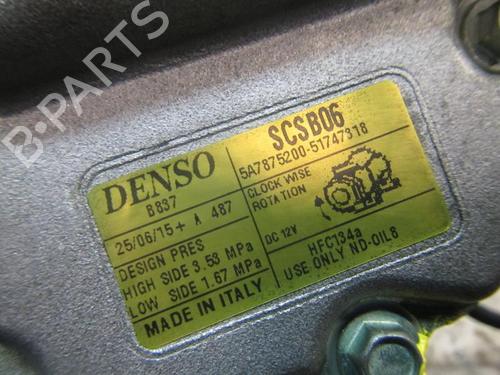 DENSO
B837
25/06/15+ A 487
DESIGN PRES
HIGH SIDE 3.53 MPa
LOW SIDE 1.67 MPa
MADE IN ITALY
SCSB06
5A7875200-51747318
CLOCK WISE
ROTATION
DC 12V
HFC134a
USE ONLY ND-OIL8
B-PARTS